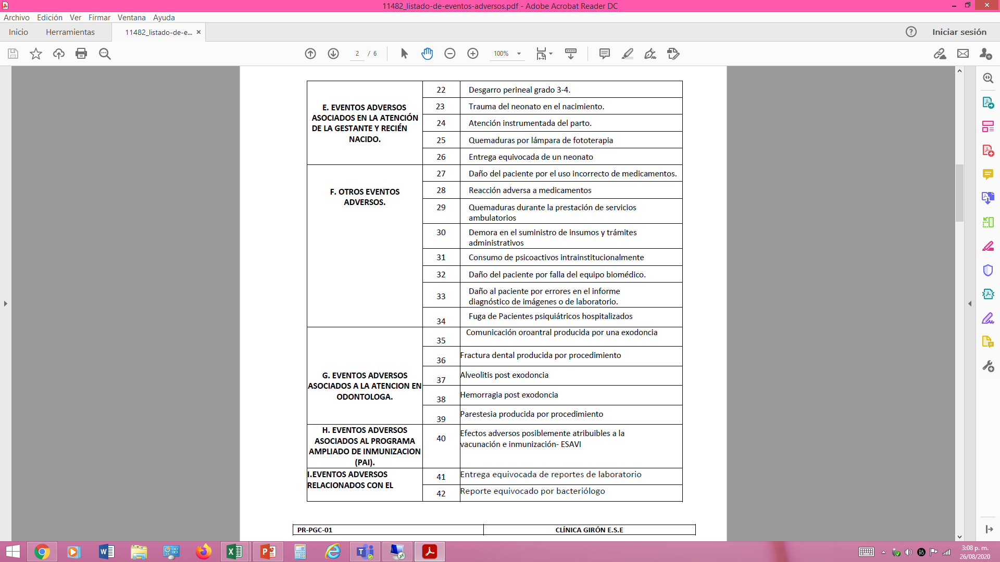 11482_listado-de-eventos-adversos.pdf - Adobe Acrobat Reader DC
Archivo Edición Ver Firmar Ventana Ayuda
Inicio Herramientas 11482_listado-de-e... Iniciar sesión
2 / 6 100%
E. EVENTOS ADVERSOS
ASOCIADOS EN LA ATENCIÓN
DE LA GESTANTE Y RECIÉN
NACIDO.
22 Desgarro perineal grado 3-4.
23 Trauma del neonato en el nacimiento.
24 Atención instrumentada del parto.
25 Quemaduras por lámpara de fototerapia
26 Entrega equivocada de un neonato
F. OTROS EVENTOS
ADVERSOS.
27 Daño del paciente por el uso incorrecto de medicamentos.
28 Reacción adversa a medicamentos
29 Quemaduras durante la prestación de servicios
ambulatorios
30 Demora en el suministro de insumos y trámites
administrativos
31 Consumo de psicoactivos intrainstitucionalmente
32 Daño del paciente por falla del equipo biomédico.
33 Daño al paciente por errores en el informe
diagnóstico de imágenes o de laboratorio.
34 Fuga de Pacientes psiquiátricos hospitalizados
G. EVENTOS ADVERSOS
ASOCIADOS A LA ATENCION EN
ODONTOLOGA.
35 Comunicación oroantral producida por una exodoncia
36 Fractura dental producida por procedimiento
37 Alveolitis post exodoncia
38 Hemorragia post exodoncia
39 Parestesia producida por procedimiento
H. EVENTOS ADVERSOS
ASOCIADOS AL PROGRAMA
AMPLIADO DE INMUNIZACION
(PAI).
40 Efectos adversos posiblemente atribuibles a la
vacunación e inmunización- ESAVI
I.EVENTOS ADVERSOS
RELACIONADOS CON EL
41 Entrega equivocada de reportes de laboratorio
42 Reporte equivocado por bacteriólogo
PR-PGC-01 CLÍNICA GIRÓN E.S.E
3:08 p. m.
26/08/2020